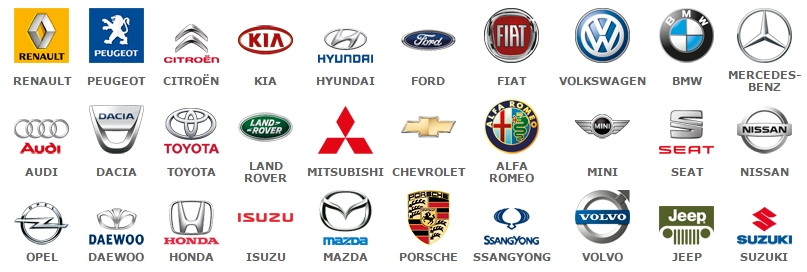 RENAULT
PEUGEOT
CITROËN
KIA
HYUNDAI
Ford
FIAT
BMW
RENAULT PEUGEOT CITROËN KIA HYUNDAI FORD FIAT VOLKSWAGEN BMW MERCEDES-
BENZ
Audi
DACIA
TOYOTA
LAND-
ROVER
ALFA ROMEO
MINI
SEAT
NISSAN
AUDI DACIA TOYOTA LAND MITSUBISHI CHEVROLET ALFA MINI SEAT NISSAN
ROVER ROMEO
DAEWOO
HONDA
ISUZU
mazda
PORSCHE
SSANGYONG
VOLVO
Jeep
SUZUKI
OPEL DAEWOO HONDA ISUZU MAZDA PORSCHE SSANGYONG VOLVO JEEP SUZUKI